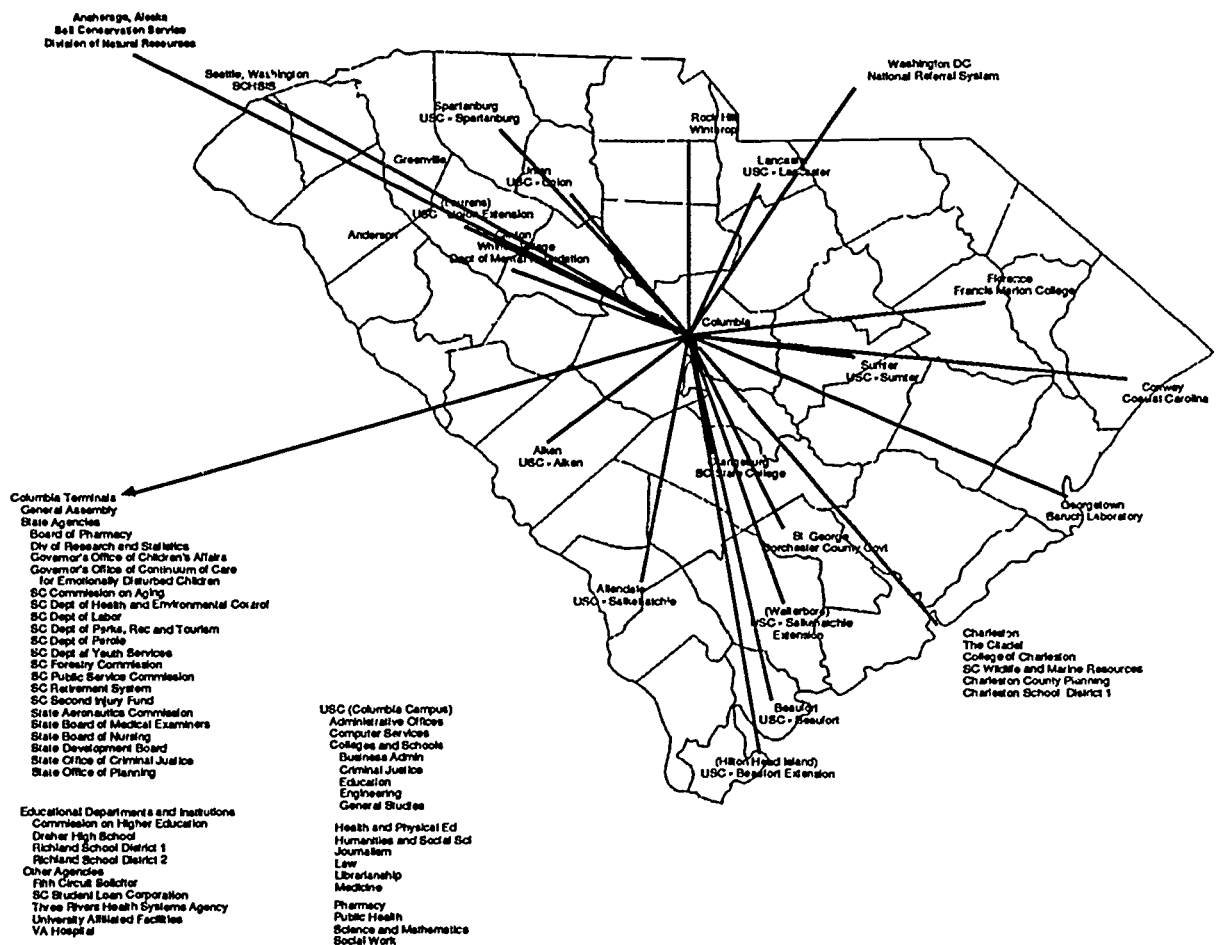 Anchorage, Alaska
Soil Conservation Service
Division of Natural Resources
Seattle, Washington
SCHSIS
Washington DC
National Referral System
Spartanburg
USC - Spartanburg
Rock Hill
Winthrop
Greenville
Union
USC - Union
Lancaster
USC - Lancaster
(Laurens)
USC - Union Extension
Anderson
Clinton
Whitten Village
Dept of Mental Retardation
Florence
Francis Marion College
Columbia
Sumter
USC - Sumter
Conway
Coastal Carolina
Aiken
USC - Aiken
Orangeburg
SC State College
Georgetown
Baruch Laboratory
St George
Dorchester County Govt
Allendale
USC - Salkehatchie
(Walterboro)
USC - Salkehatchie
Extension
Charleston
The Citadel
College of Charleston
SC Wildlife and Marine Resources
Charleston County Planning
Charleston School District 1
Beaufort
USC - Beaufort
(Hilton Head Island)
USC - Beaufort Extension
Columbia Terminals
General Assembly
State Agencies
Board of Pharmacy
Div of Research and Statistics
Governor's Office of Children's Affairs
Governor's Office of Continuum of Care
for Emotionally Disturbed Children
SC Commission on Aging
SC Dept of Health and Environmental Control
SC Dept of Labor
SC Dept of Parks, Rec and Tourism
SC Dept of Parole
SC Dept of Youth Services
SC Forestry Commission
SC Public Service Commission
SC Retirement System
SC Second Injury Fund
State Aeronautics Commission
State Board of Medical Examiners
State Board of Nursing
State Development Board
State Office of Criminal Justice
State Office of Planning
Educational Departments and Institutions
Commission on Higher Education
Dreher High School
Richland School District 1
Richland School District 2
Other Agencies
Fifth Circuit Solicitor
SC Student Loan Corporation
Three Rivers Health Systems Agency
University Affiliated Facilities
VA Hospital
USC (Columbia Campus)
Administrative Offices
Computer Services
Colleges and Schools
Business Admin
Criminal Justice
Education
Engineering
General Studies
Health and Physical Ed
Humanities and Social Sci
Journalism
Law
Librarianship
Medicine
Pharmacy
Public Health
Science and Mathematics
Social Work